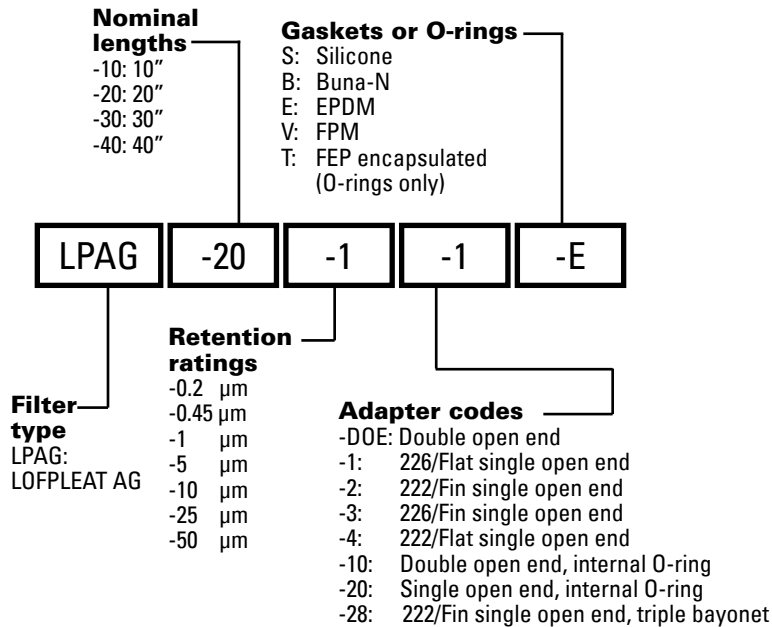 Nominal
lengths
-10: 10"
-20: 20"
-30: 30"
-40: 40"
Gaskets or O-rings
S: Silicone
B: Buna-N
E: EPDM
V: FPM
T: FEP encapsulated
(O-rings only)
LPAG -20 -1 -1 -E
Filter
type
LPAG:
LOFPLEAT AG
Retention
ratings
-0.2 µm
-0.45 µm
-1 µm
-5 µm
-10 µm
-25 µm
-50 µm
Adapter codes
-DOE: Double open end
-1: 226/Flat single open end
-2: 222/Fin single open end
-3: 226/Fin single open end
-4: 222/Flat single open end
-10: Double open end, internal O-ring
-20: Single open end, internal O-ring
-28: 222/Fin single open end, triple bayonet